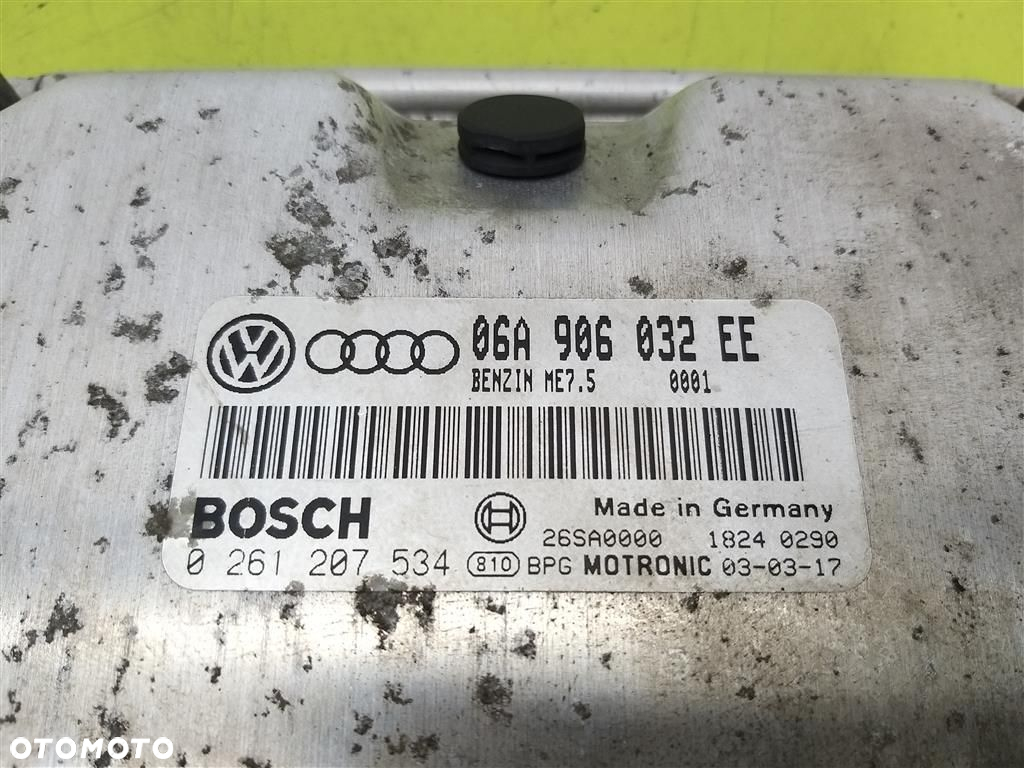 06A 906 032 EE
BENZIN ME7.5 0001
BOSCH
Made in Germany
26SA0000 1824 0290
0 261 207 534 810 BPG MOTRONIC 03-03-17
OTOMOTO